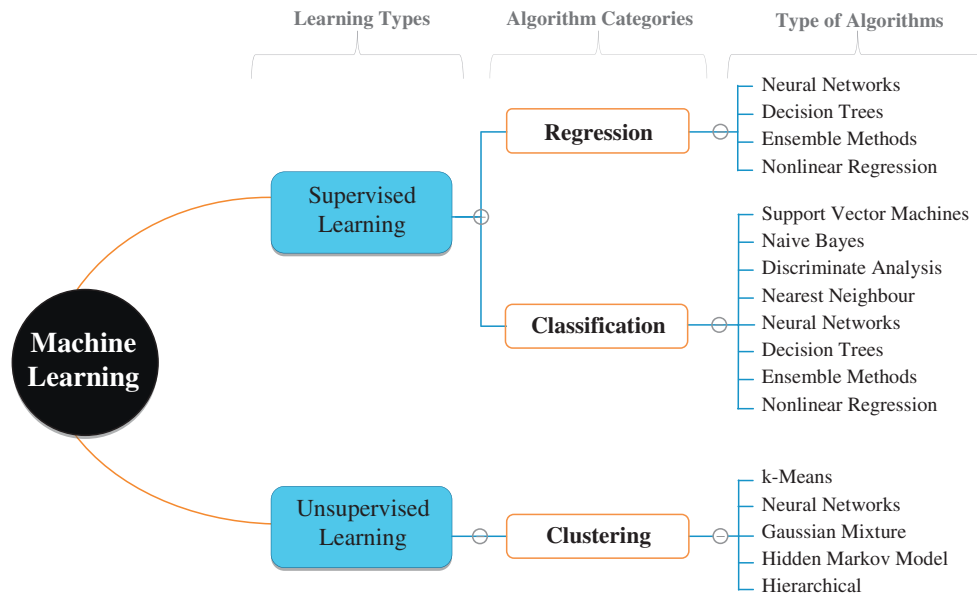 Learning Types
Algorithm Categories
Type of Algorithms
Machine
Learning
Supervised
Learning
Regression
Neural Networks
Decision Trees
Ensemble Methods
Nonlinear Regression
Classification
Support Vector Machines
Naive Bayes
Discriminate Analysis
Nearest Neighbour
Neural Networks
Decision Trees
Ensemble Methods
Nonlinear Regression
Unsupervised
Learning
Clustering
k-Means
Neural Networks
Gaussian Mixture
Hidden Markov Model
Hierarchical